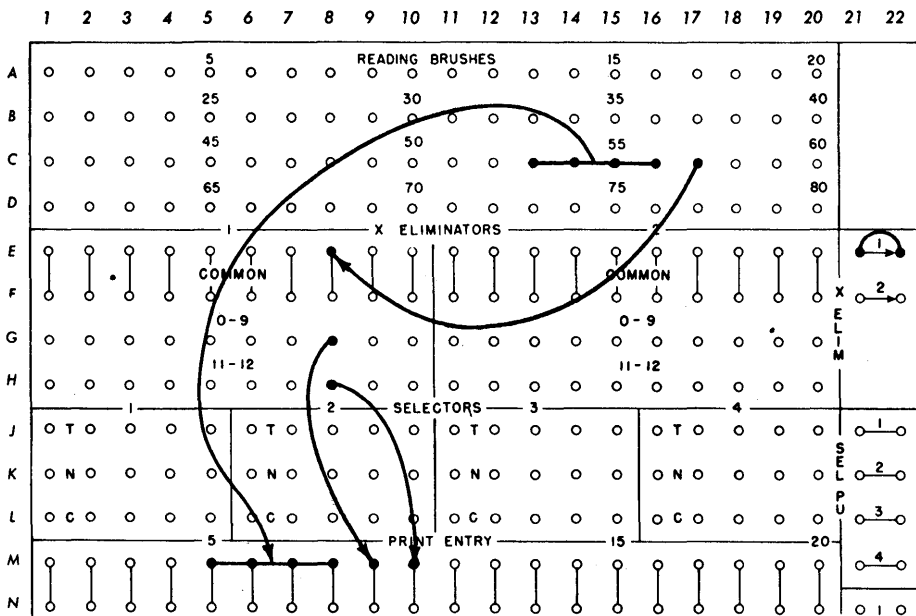 1 2 3 4 5 6 7 8 9 10 11 12 13 14 15 16 17 18 19 20 21 22
5 READING BRUSHES 15 20
A
25 30 35 40
B
45 50 55 60
C
65 70 75 80
D
1 X ELIMINATORS 2
E 1
COMMON COMMON
F 2
0-9 0-9
G
11-12 11-12
H
X ELIM
1 2 SELECTORS 3 4
J T T T T 1
K N N N N 2
L C C C C 3
SEL PU
5 PRINT ENTRY 15 20
M 4
N 1